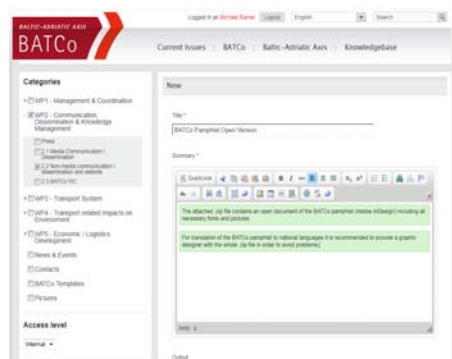 Logged in as Michael Rainer Logout English Search
BALTIC-ADRIATIC AXIS
BATCo
Current Issues | BATCo | Baltic-Adriatic Axis | Knowledgebase
Categories
WP1 - Management & Coordination
WP2 - Communication,
Dissemination & Knowledge
Management
Press
2.1 Media Communication /
Dissemination
2.2 Non-media communication /
dissemination and website
2.3 BATCo VIC
WP3 - Transport System
WP4 - Transport related impacts on
Environment
WP5 - Economic / Logistics
Development
News & Events
Contacts
BATCo Templates
Pictures
Access level
Internal
New
Title *
BATCo Pamphlet Open Version
Summary *
Quellcode
The attached .zip file contains an open document of the BATCo pamphlet (Adobe InDesign) including all
necessary fonts and pictures.
For translation of the BATCo pamphlet to national languages it is recommended to provide a graphic
designer with the whole .zip file in order to avoid problems.
Output